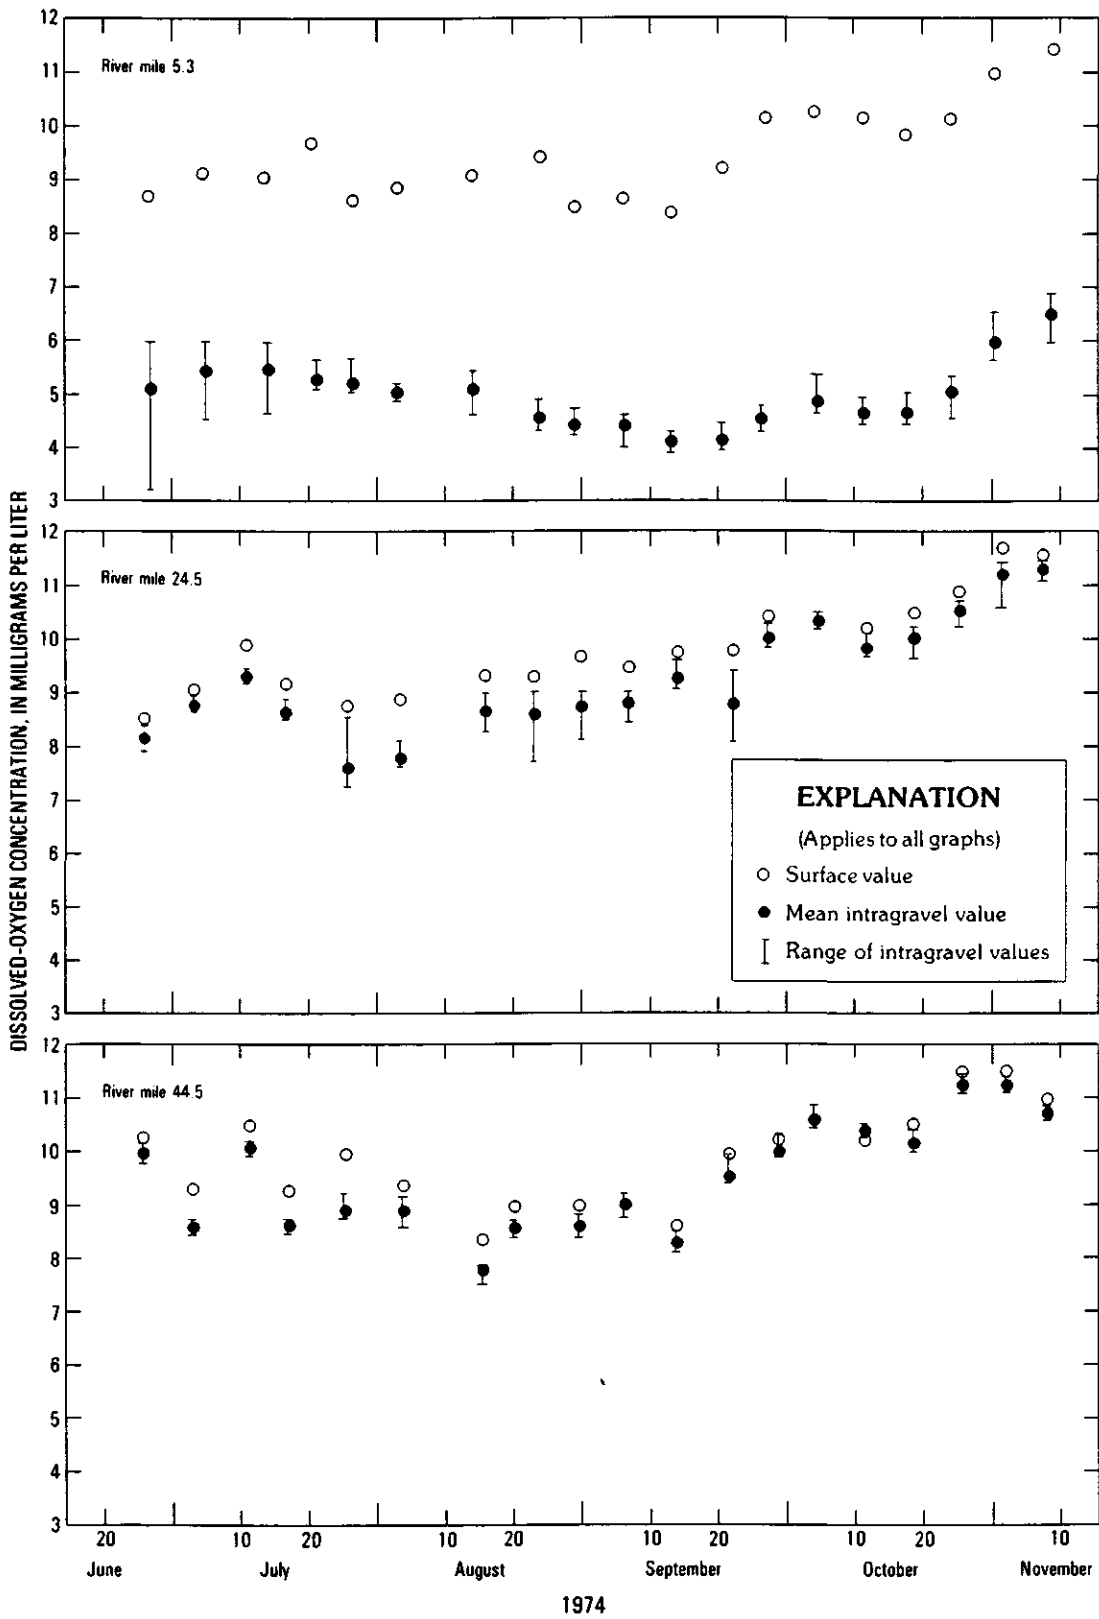 DISSOLVED-OXYGEN CONCENTRATION, IN MILLIGRAMS PER LITER
12
River mile 5.3
11
10
9
8
7
6
5
4
3
12
River mile 24.5
11
10
9
8
7
6
5
4
3
EXPLANATION
(Applies to all graphs)
Surface value
Mean intragravel value
Range of intragravel values
12
River mile 44.5
11
10
9
8
7
6
5
4
3
20 10 20 10 20 10 20 10 20 10
June July August September October November
1974